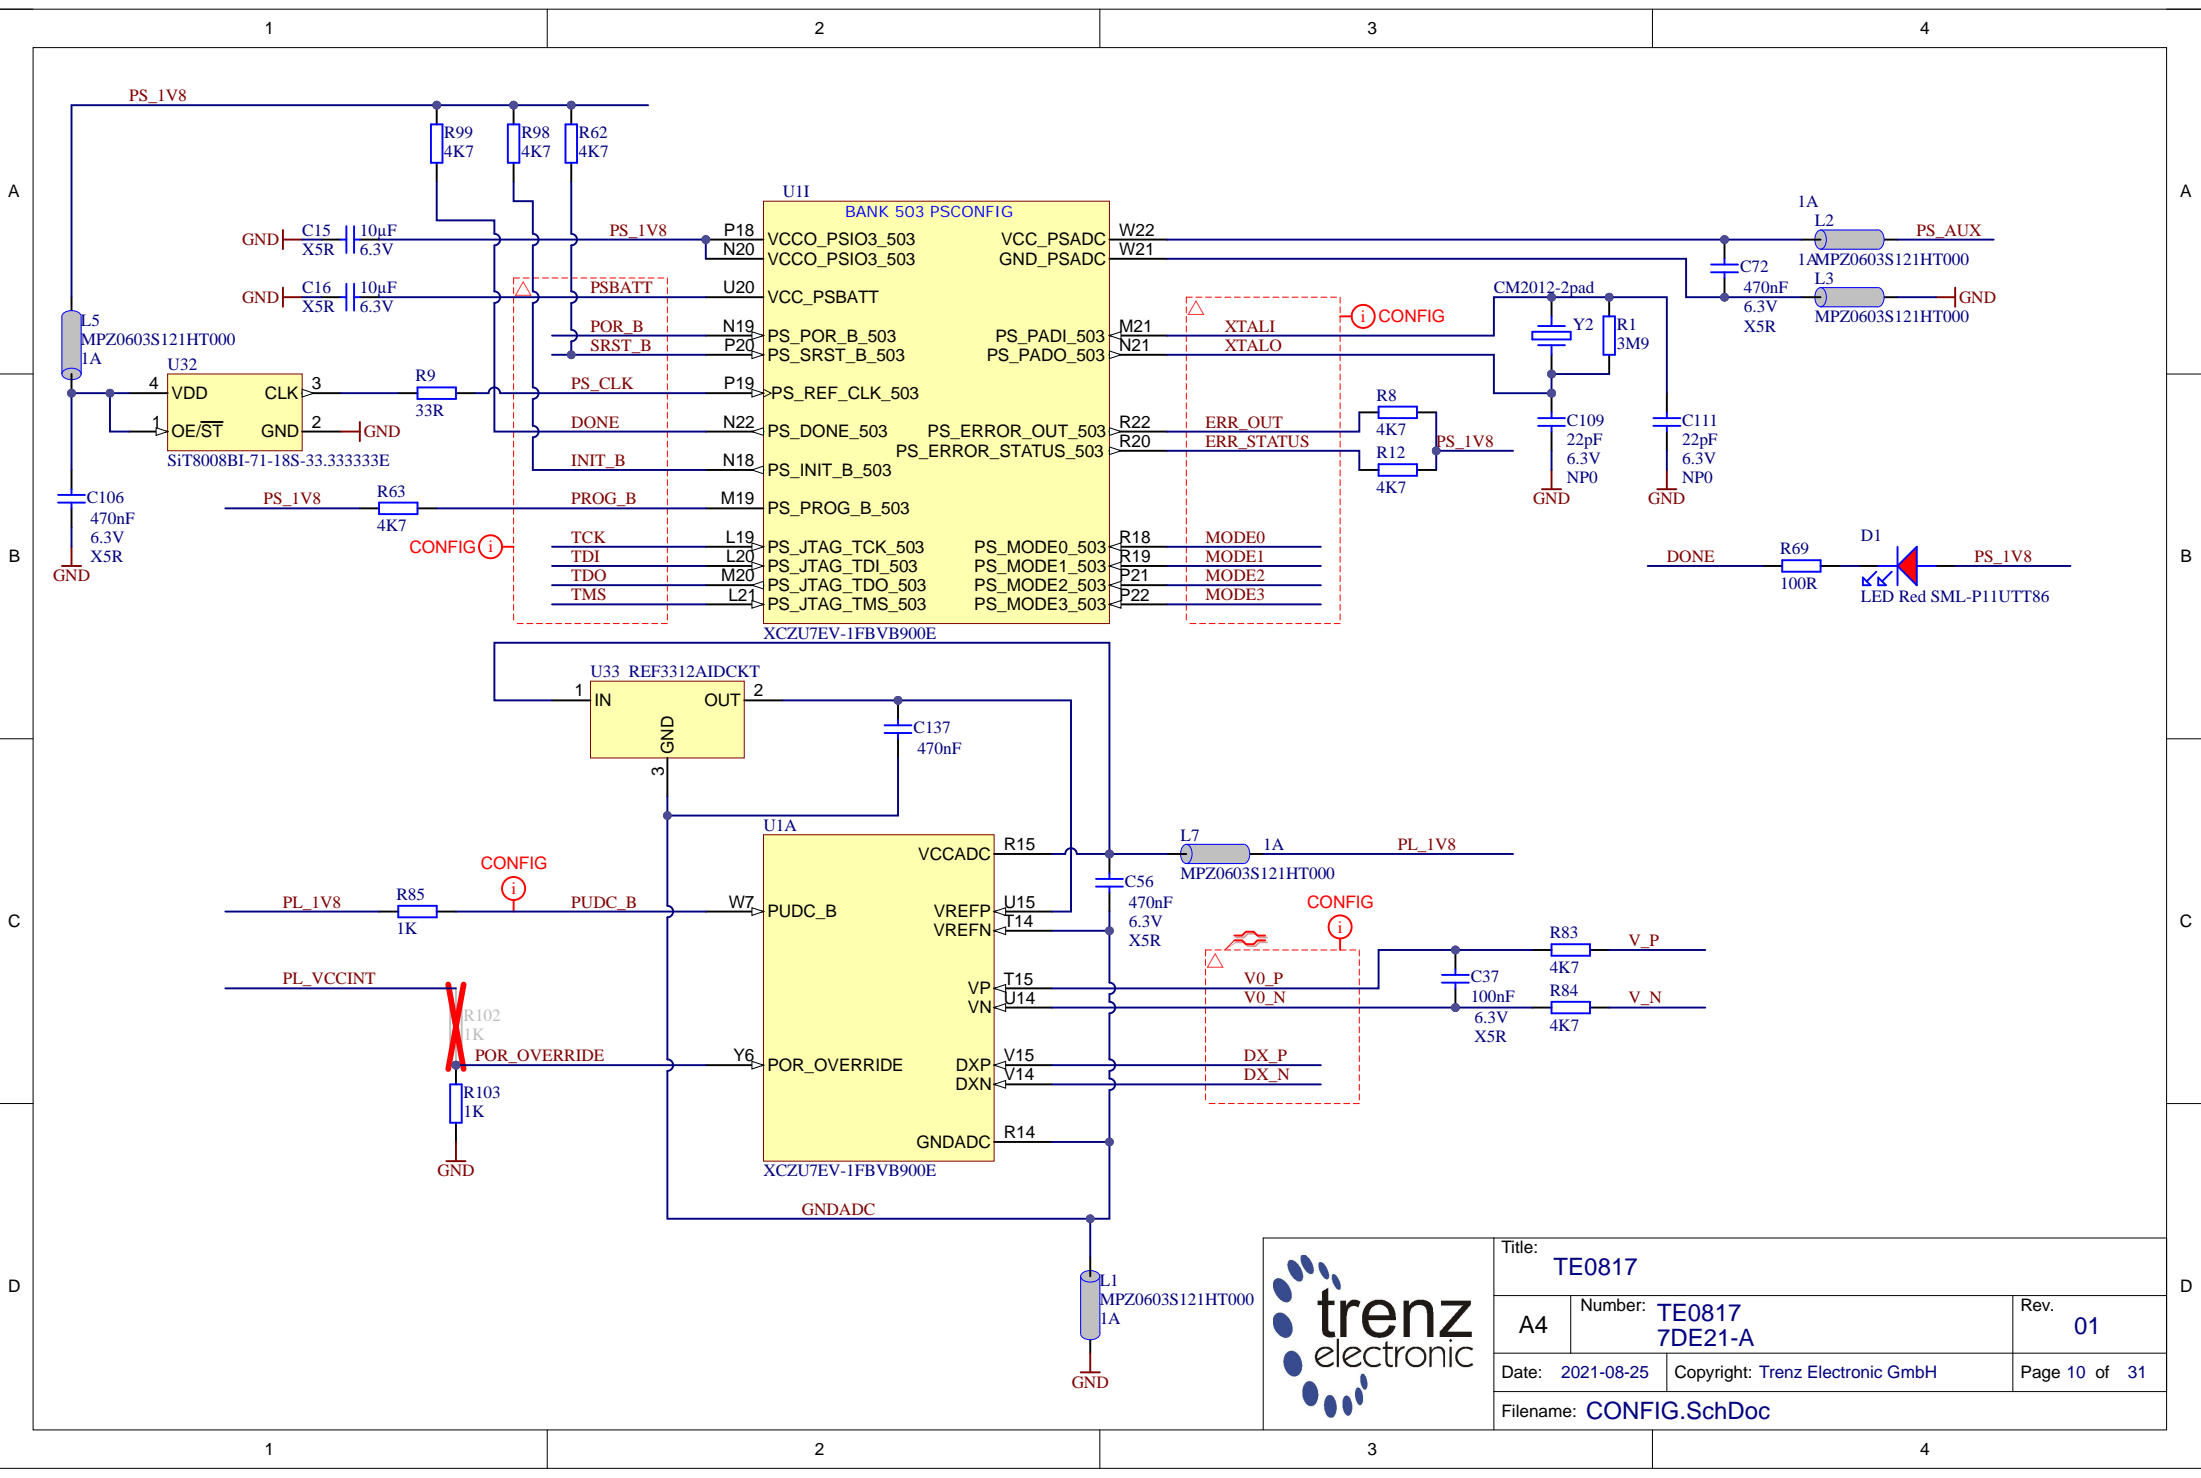 1 2 3 4
A
A
B
B
C
C
D
D
PS_1V8
R99
4K7
R98
4K7
R62
4K7
GND
C15
X5R
10µF
6.3V
PS_1V8
GND
C16
X5R
10µF
6.3V
PSBATT
POR_B
SRST_B
L5
MPZ0603S121HT000
1A
U32
4 VDD CLK 3
1 OE/ST GND 2 GND
SiT8008BI-71-18S-33.333333E
R9
33R
PS_CLK
DONE
INIT_B
C106
470nF
6.3V
X5R
GND
PS_1V8
R63
4K7
PROG_B
CONFIG i
TCK
TDI
TDO
TMS
U1I
BANK 503 PSCONFIG
P18 VCCO_PSIO3_503
N20 VCCO_PSIO3_503
U20 VCC_PSBATT
N19 PS_POR_B_503
P20 PS_SRST_B_503
P19 PS_REF_CLK_503
N22 PS_DONE_503
N18 PS_INIT_B_503
M19 PS_PROG_B_503
L19 PS_JTAG_TCK_503
L20 PS_JTAG_TDI_503
M20 PS_JTAG_TDO_503
L21 PS_JTAG_TMS_503
VCC_PSADC W22
GND_PSADC W21
PS_PADI_503 M21
PS_PADO_503 N21
PS_ERROR_OUT_503 R22
PS_ERROR_STATUS_503 R20
PS_MODE0_503 R18
PS_MODE1_503 R19
PS_MODE2_503 P21
PS_MODE3_503 P22
XCZU7EV-1FBVB900E
XTALI
XTALO
i CONFIG
ERR_OUT
ERR_STATUS
R8
4K7
R12
4K7
PS_1V8
MODE0
MODE1
MODE2
MODE3
CM2012-2pad
Y2
R1
3M9
C109
22pF
6.3V
NP0
GND
C111
22pF
6.3V
NP0
GND
1A
L2
MPZ0603S121HT000
PS_AUX
C72
470nF
6.3V
X5R
1A
L3
MPZ0603S121HT000
GND
DONE
R69
100R
D1
LED Red SML-P11UTT86
PS_1V8
U33 REF3312AIDCKT
1 IN OUT 2
GND
3
C137
470nF
U1A
VCCADC R15
W7 PUDC_B
VREFP U15
VREFN T14
VP T15
VN U14
Y6 POR_OVERRIDE
DXP V15
DXN V14
GNDADC R14
XCZU7EV-1FBVB900E
L7
1A
MPZ0603S121HT000
PL_1V8
C56
470nF
6.3V
X5R
CONFIG
i
PL_1V8
R85
1K
PUDC_B
PL_VCCINT
R102
1K
POR_OVERRIDE
R103
1K
GND
CONFIG
i
V0_P
V0_N
DX_P
DX_N
C37
100nF
6.3V
X5R
R83
4K7
V_P
R84
4K7
V_N
GNDADC
L1
MPZ0603S121HT000
1A
GND
trenz
electronic
Title:
TE0817
A4
Number: TE0817
7DE21-A
Rev.
01
Date: 2021-08-25
Copyright: Trenz Electronic GmbH
Page 10 of 31
Filename: CONFIG.SchDoc
1 2 3 4